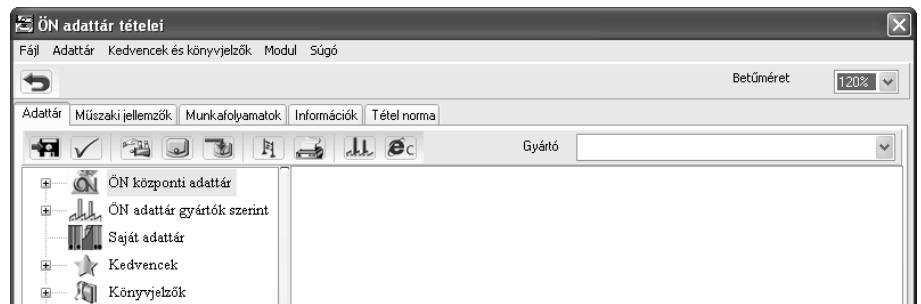 ÖN adattár tételei
Fájl Adattár Kedvencek és könyvjelzők Modul Súgó
Betűméret 120%
Adattár Műszaki jellemzők Munkafolyamatok Információk Tétel norma
Gyártó
ÖN központi adattár
ÖN adattár gyártók szerint
Saját adattár
Kedvencek
Könyvjelzők